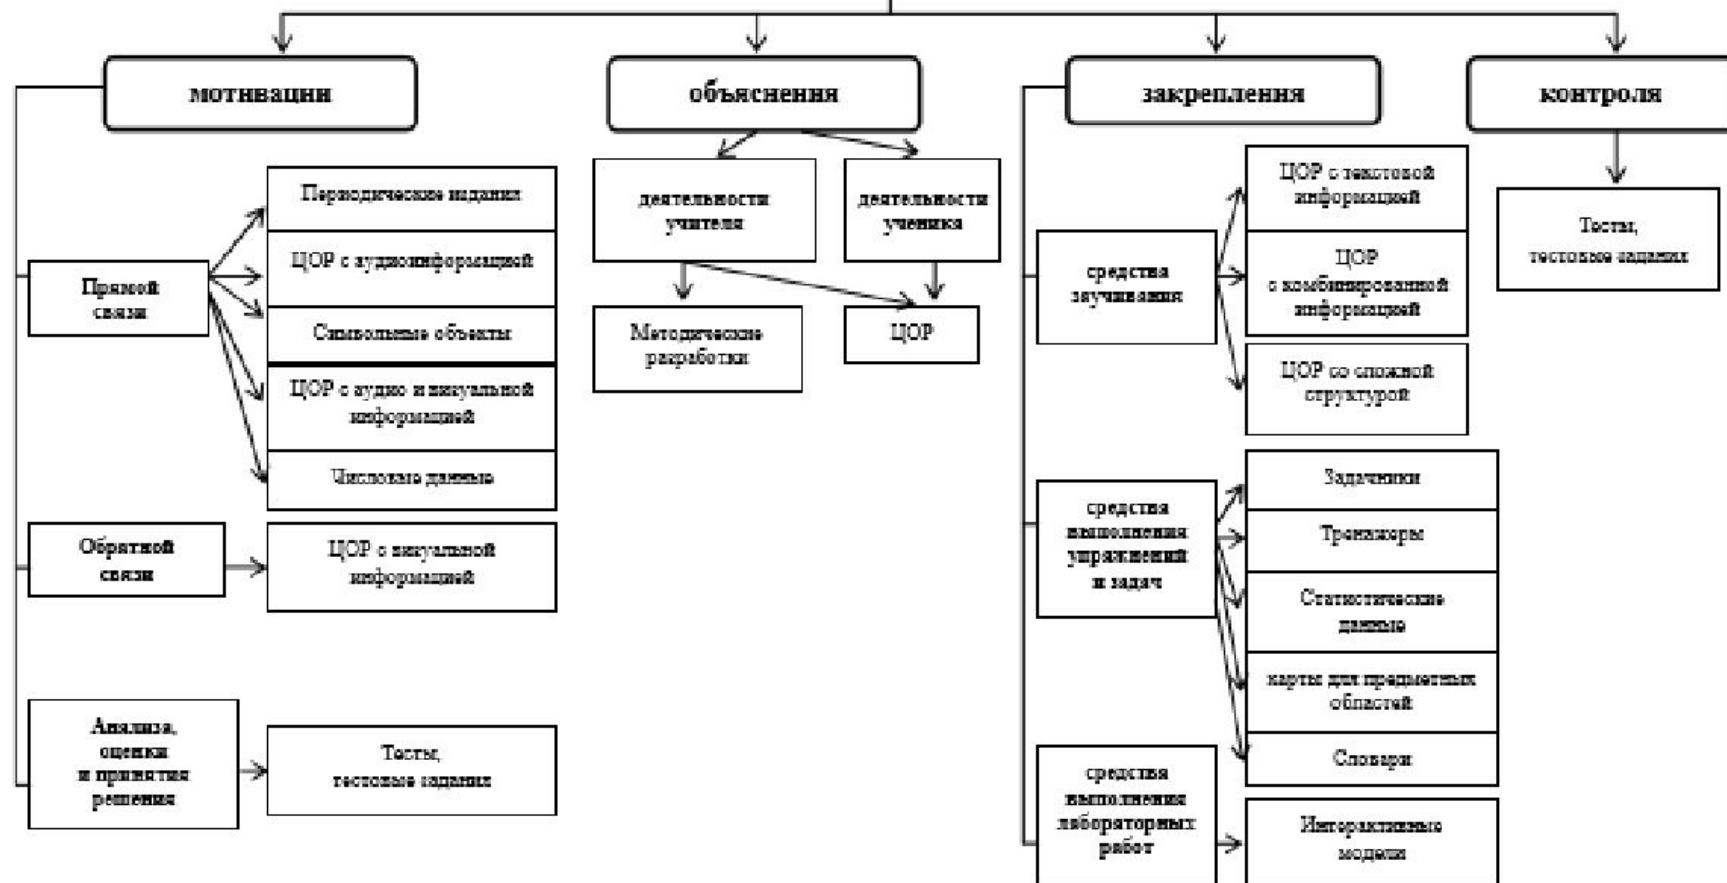 мотивации
объяснения
закрепления
контроля
Прямой
связи
Периодические издания
ЦОР с аудиоинформацией
Символьные объекты
ЦОР с аудио и визуальной
информацией
Числовые данные
Обратной
связи
ЦОР с визуальной
информацией
Анализа,
оценки
и принятия
решения
Тесты,
тестовые задания
деятельности
учителя
деятельности
ученика
Методические
разработки
ЦОР
средства
заучивания
ЦОР с текстовой
информацией
ЦОР
с комбинированной
информацией
ЦОР со сложной
структурой
средства
выполнения
упражнений
и задач
Задачники
Тренажеры
Статистические
данные
карты для предметных
областей
Словари
средства
выполнения
лабораторных
работ
Интерактивные
модели
Тесты,
тестовые задания